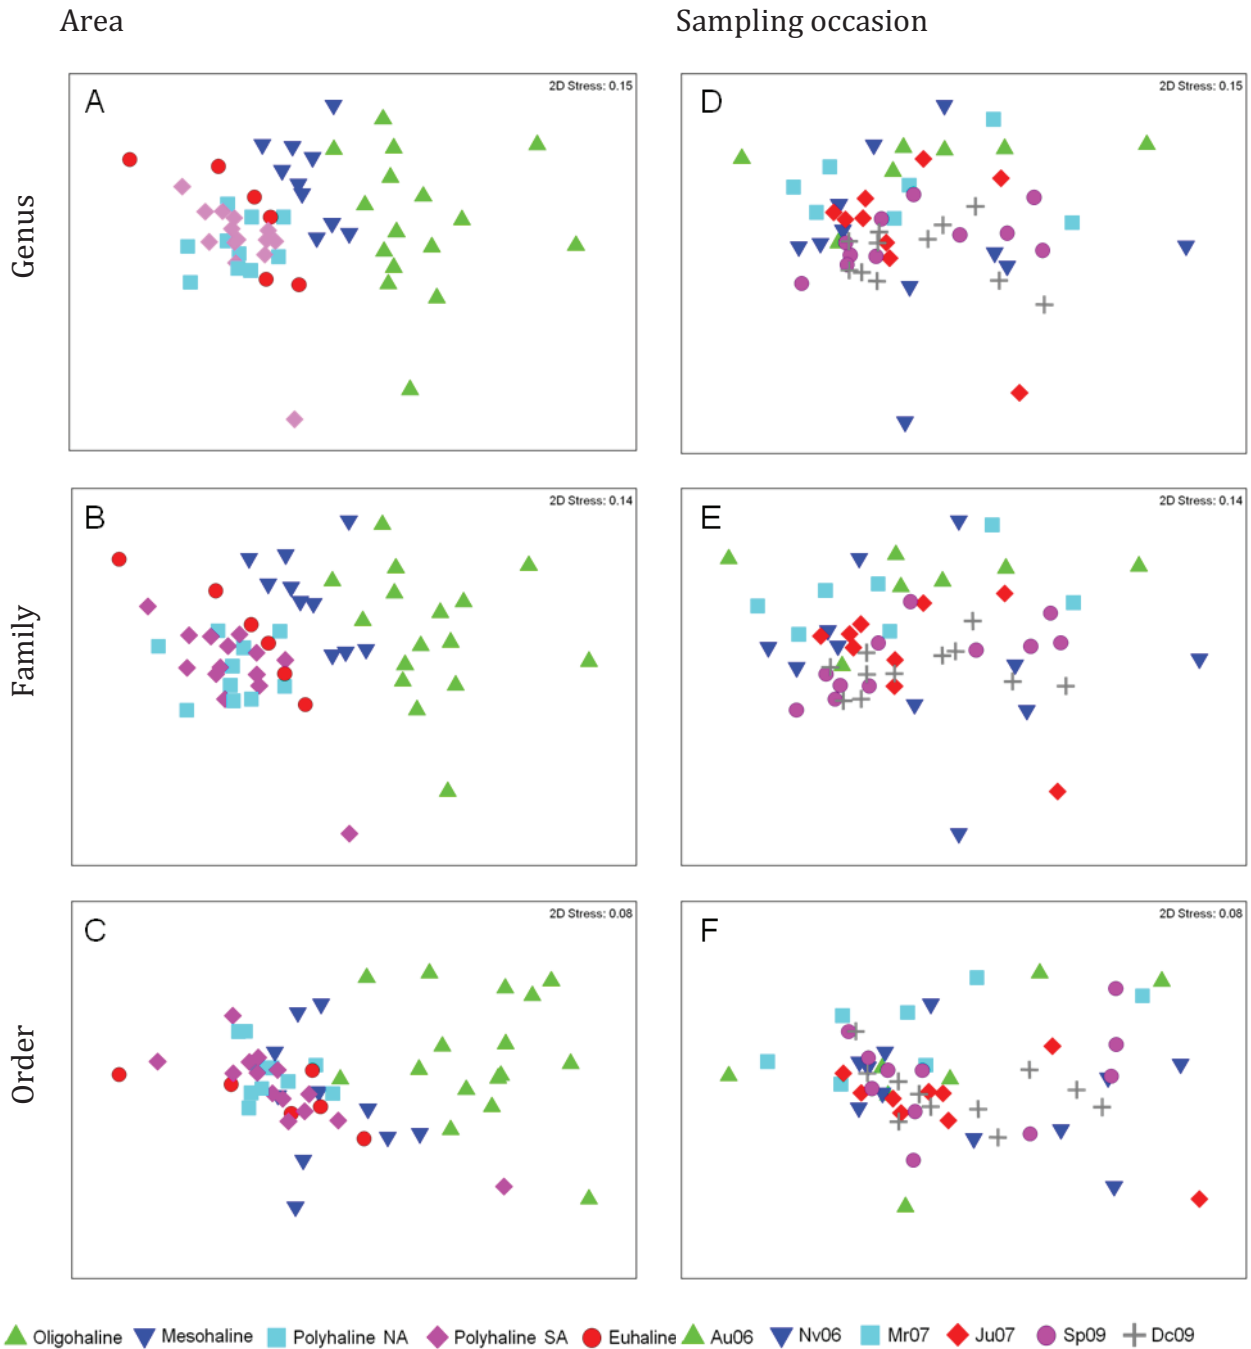 Area
Sampling occasion
A
2D Stress: 0.15
D
2D Stress: 0.15
Genus
B
2D Stress: 0.14
E
2D Stress: 0.14
Family
C
2D Stress: 0.08
F
2D Stress: 0.08
Order
Oligohaline Mesohaline Polyhaline NA Polyhaline SA Euhaline Au06 Nv06 Mr07 Ju07 Sp09 Dc09